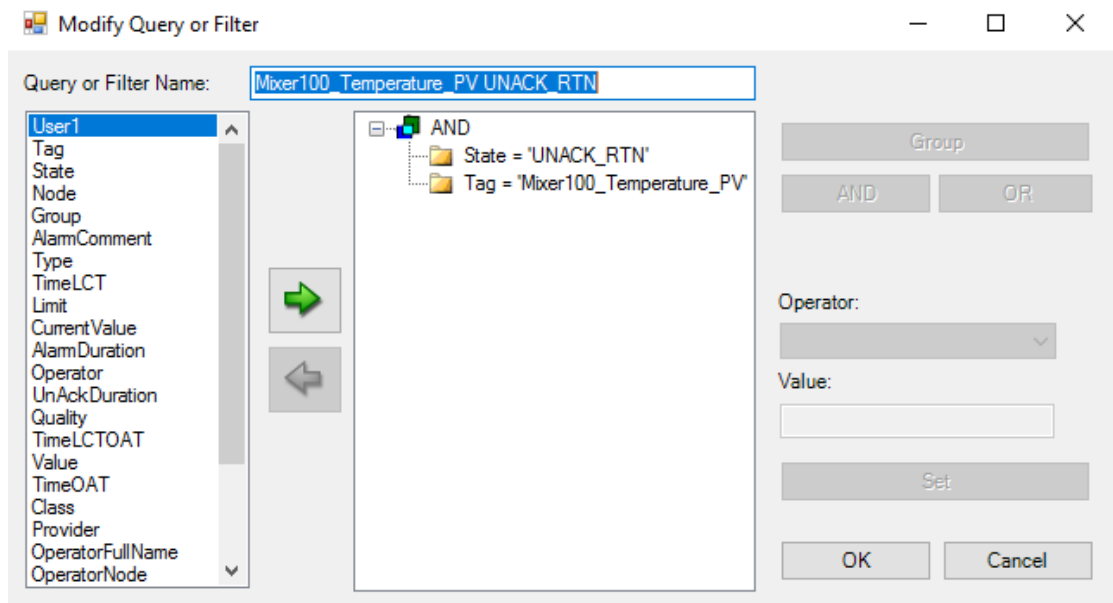 Modify Query or Filter
Query or Filter Name:
Mixer100_Temperature_PV UNACK_RTN
User1
Tag
State
Node
Group
AlarmComment
Type
TimeLCT
Limit
CurrentValue
AlarmDuration
Operator
UnAckDuration
Quality
TimeLCTOAT
Value
TimeOAT
Class
Provider
OperatorFullName
OperatorNode
AND
State = 'UNACK_RTN'
Tag = 'Mixer100_Temperature_PV'
Group
AND
OR
Operator:
Value:
Set
OK
Cancel